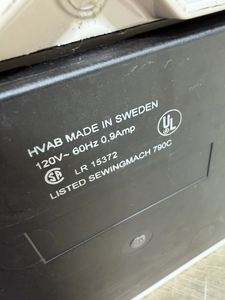 HVAB MADE IN SWEDEN
120V~ 60Hz 0,9Amp
UL
SA LR 15372
LISTED SEWINGMACH 790C